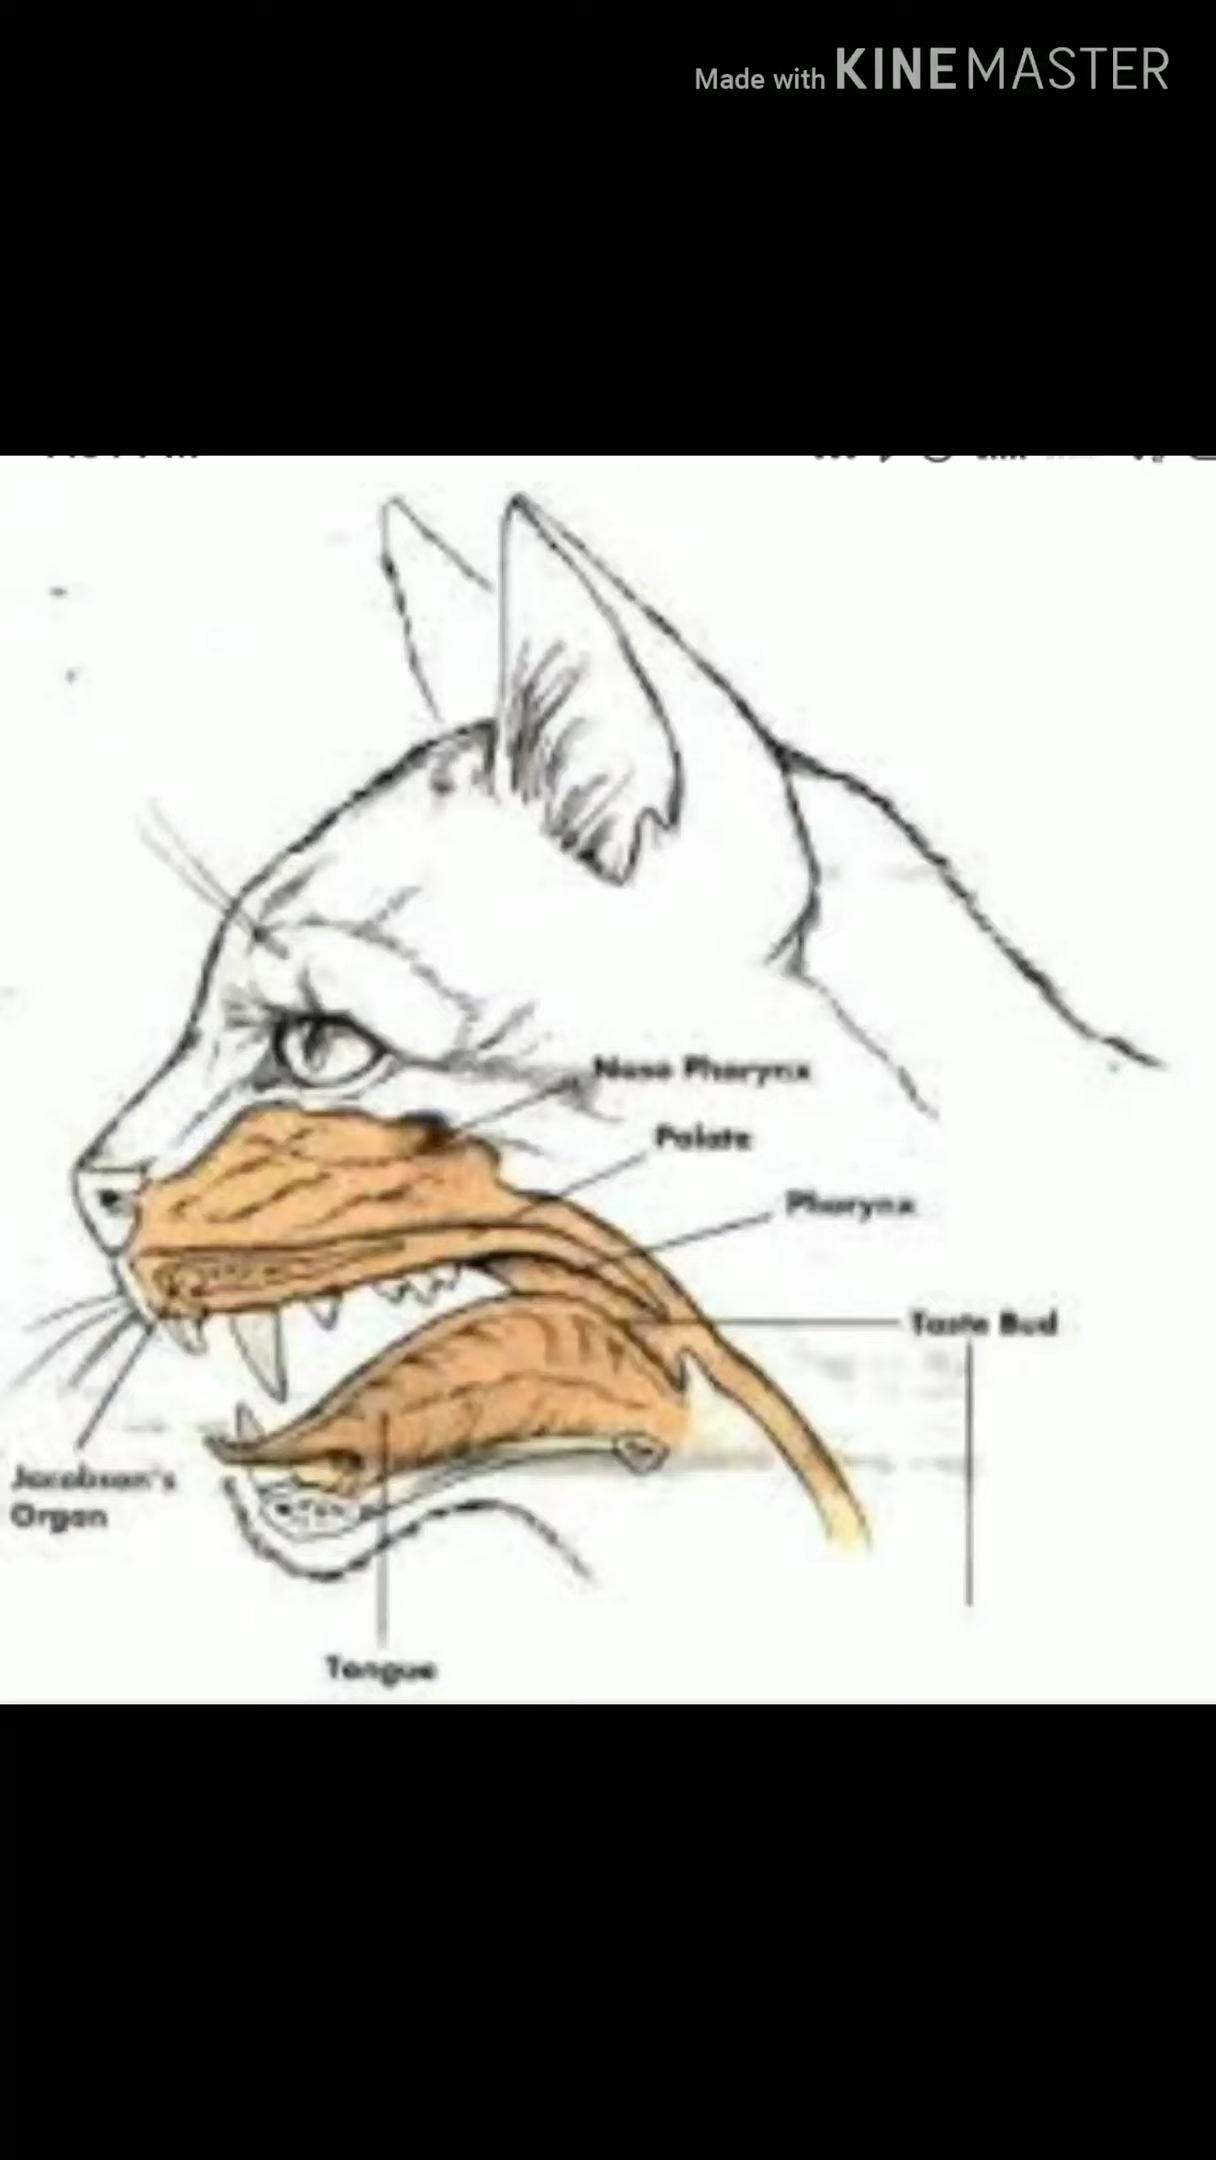 Made with KINEMASTER
Naso Pharynx
Palate
Pharynx
Taste Bud
Jacobson's
Organ
Tongue